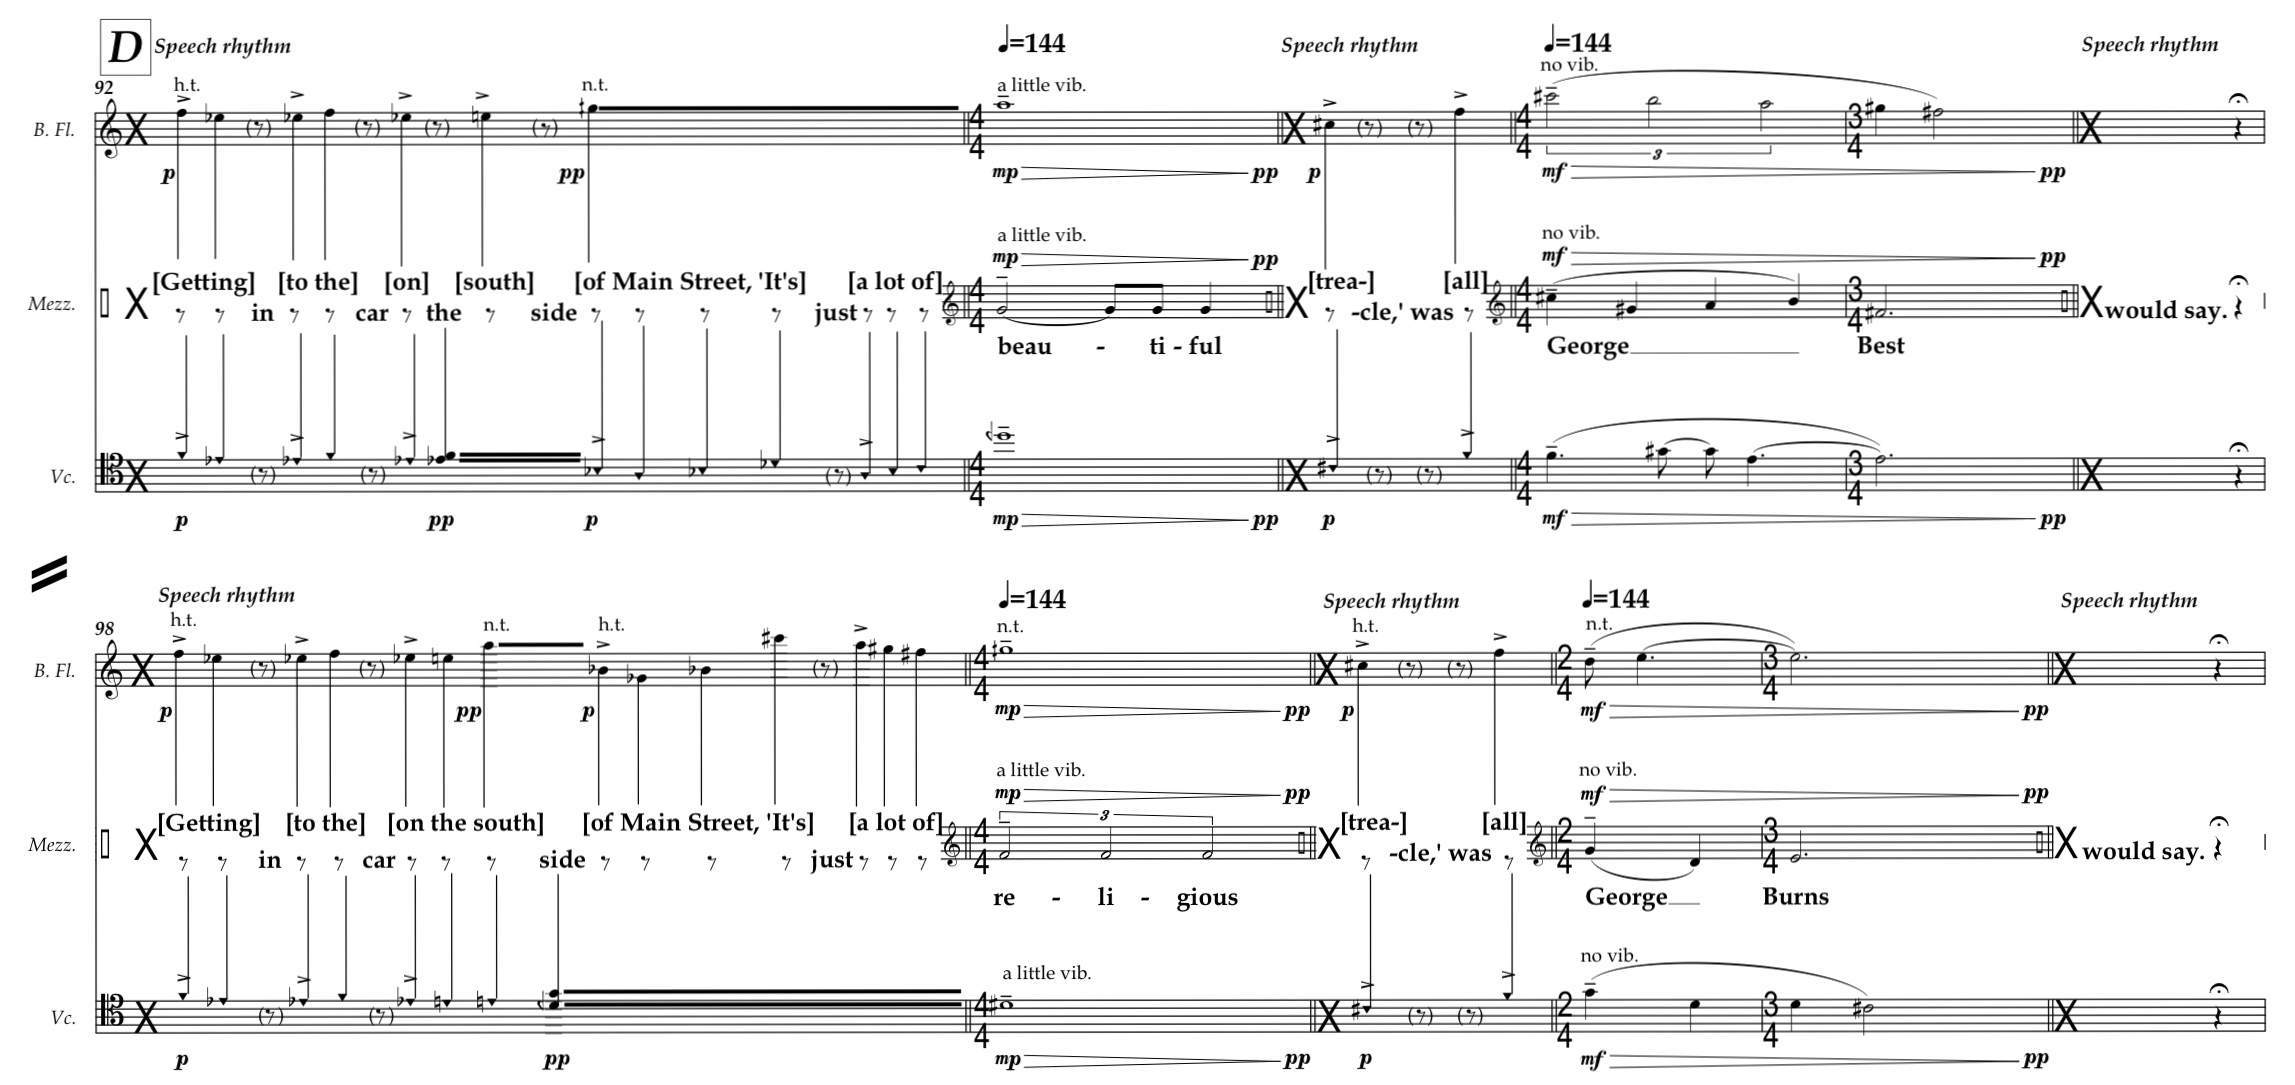 D Speech rhythm ♩=144 Speech rhythm ♩=144 Speech rhythm
92 h.t. n.t. a little vib. no vib.
B. Fl.
3
p pp mp pp p mf pp
a little vib. no vib.
mp pp mf pp
[Getting] [to the] [on] [south] [of Main Street, 'It's] [a lot of] [trea-] [all]
Mezz. in car the side just -cle,' was would say.
beau - ti - ful George Best
Vc.
p pp p mp pp p mf pp
Speech rhythm ♩=144 Speech rhythm ♩=144 Speech rhythm
98 h.t. n.t. h.t. n.t. h.t. n.t.
B. Fl.
p pp p mp pp p mf pp
a little vib. no vib.
mp pp mf pp
3
[Getting] [to the] [on the south] [of Main Street, 'It's] [a lot of] [trea-] [all]
Mezz. in car side just -cle,' was would say.
re - li - gious George Burns
a little vib. no vib.
Vc.
p pp mp pp p mf pp